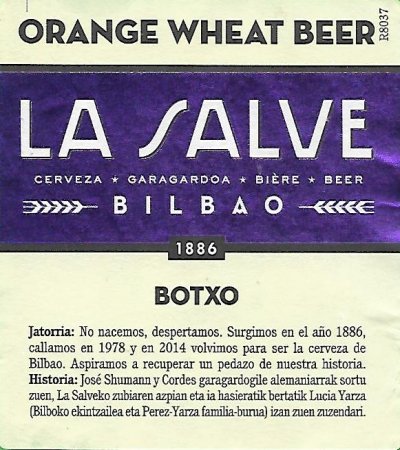 ORANGE WHEAT BEER
R8037
LA SALVE
CERVEZA ★ GARAGARDOA ★ BIÈRE ★ BEER
BILBAO
1886
BOTXO
Jatorria: No nacemos, despertamos. Surgimos en el año 1886,
callamos en 1978 y en 2014 volvimos para ser la cerveza de
Bilbao. Aspiramos a recuperar un pedazo de nuestra historia.
Historia: José Shumann y Cordes garagardogile alemaniarrak sortu
zuen, La Salveko zubiaren azpian eta ia hasieratik bertatik Lucia Yarza
(Bilboko ekintzailea eta Perez-Yarza familia-burua) izan zuen zuzendari.